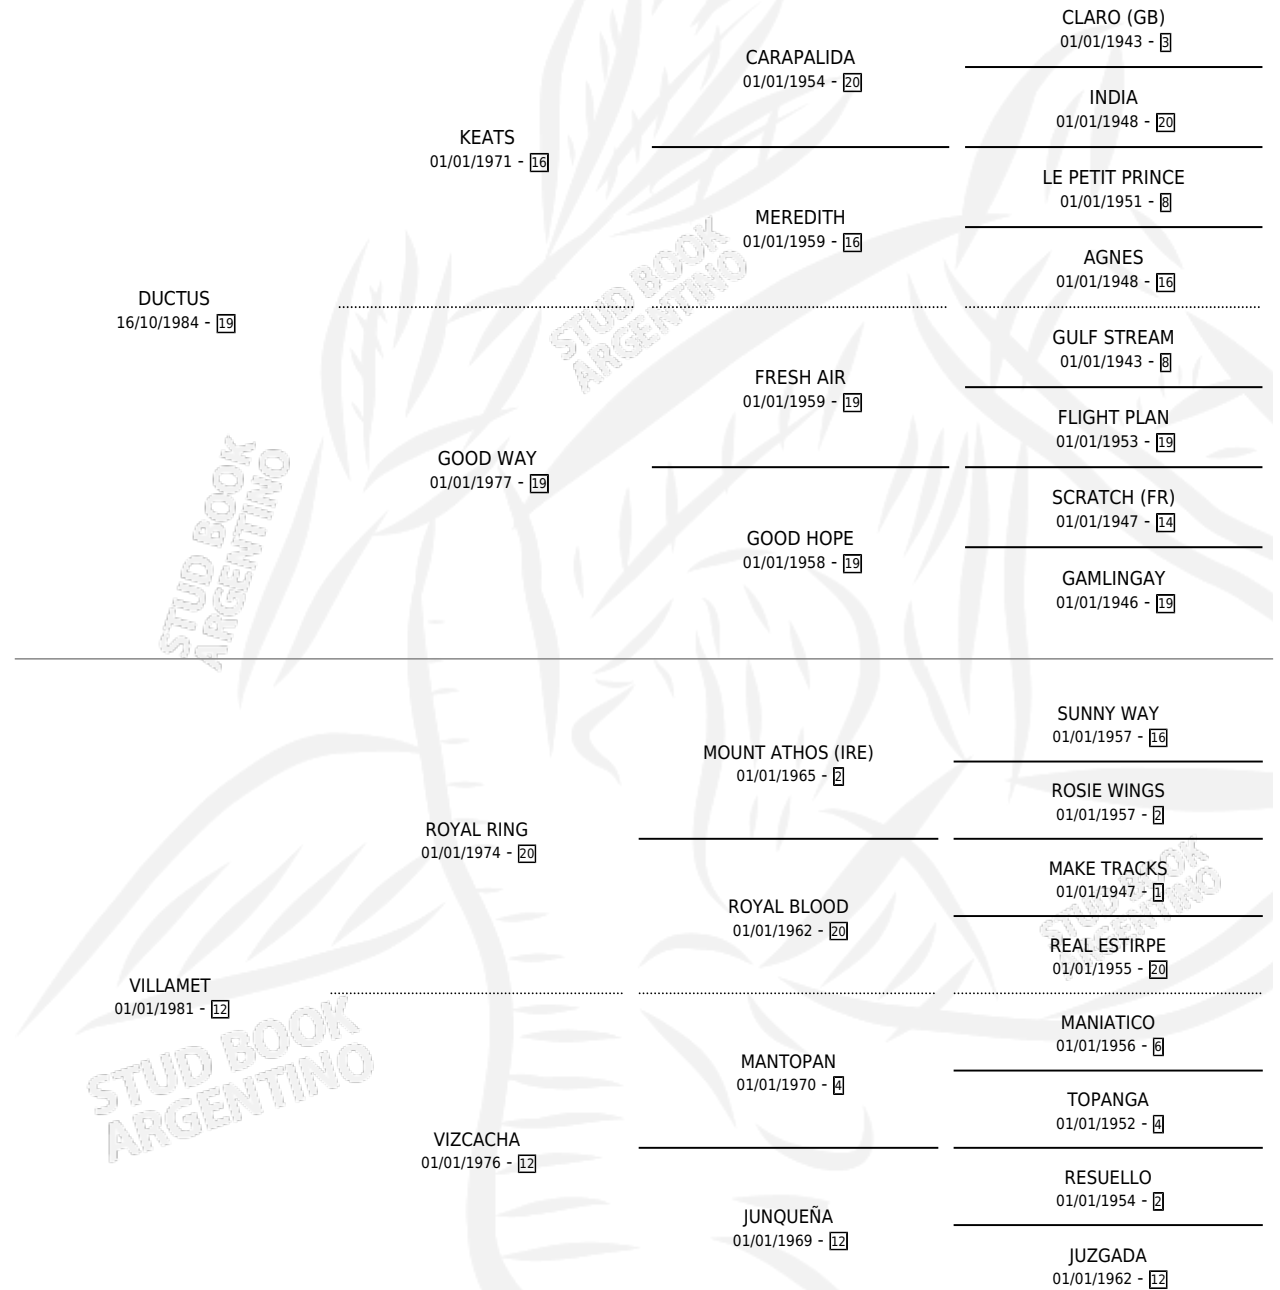 CLARO (GB)
01/01/1943 - 3
CARAPALIDA
01/01/1954 - 20
INDIA
01/01/1948 - 20
KEATS
01/01/1971 - 16
LE PETIT PRINCE
01/01/1951 - 8
MEREDITH
01/01/1959 - 16
AGNES
01/01/1948 - 16
DUCTUS
16/10/1984 - 19
GULF STREAM
01/01/1943 - 8
FRESH AIR
01/01/1959 - 19
FLIGHT PLAN
01/01/1953 - 19
GOOD WAY
01/01/1977 - 19
SCRATCH (FR)
01/01/1947 - 14
GOOD HOPE
01/01/1958 - 19
GAMLINGAY
01/01/1946 - 19
STUD BOOK
ARGENTINO
STUD BOOK
ARGENTINO
SUNNY WAY
01/01/1957 - 16
MOUNT ATHOS (IRE)
01/01/1965 - 2
ROSIE WINGS
01/01/1957 - 2
ROYAL RING
01/01/1974 - 20
MAKE TRACKS
01/01/1947 - 1
ROYAL BLOOD
01/01/1962 - 20
REAL ESTIRPE
01/01/1955 - 20
VILLAMET
01/01/1981 - 12
MANIATICO
01/01/1956 - 6
MANTOPAN
01/01/1970 - 4
TOPANGA
01/01/1952 - 4
VIZCACHA
01/01/1976 - 12
RESUELLO
01/01/1954 - 2
JUNQUEÑA
01/01/1969 - 12
JUZGADA
01/01/1962 - 12
STUD BOOK
ARGENTINO
STUD BOOK
ARGENTINO